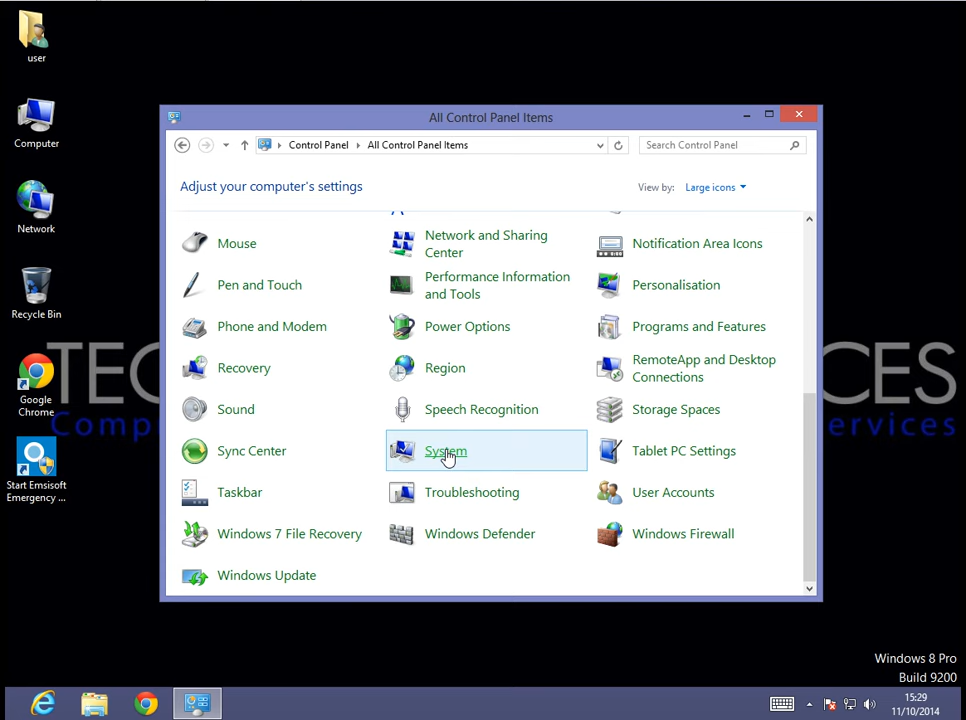 user
Computer
Network
Recycle Bin
Google
Chrome
Start Emsisoft
Emergency ...
All Control Panel Items
Control Panel
All Control Panel Items
Search Control Panel
Adjust your computer's settings
View by:
Large icons
Mouse
Network and Sharing
Center
Notification Area Icons
Pen and Touch
Performance Information
and Tools
Personalisation
Phone and Modem
Power Options
Programs and Features
Recovery
Region
RemoteApp and Desktop
Connections
Sound
Speech Recognition
Storage Spaces
Sync Center
System
Tablet PC Settings
Taskbar
Troubleshooting
User Accounts
Windows 7 File Recovery
Windows Defender
Windows Firewall
Windows Update
TEC
CES
Comp
ervices
Windows 8 Pro
Build 9200
15:29
11/10/2014